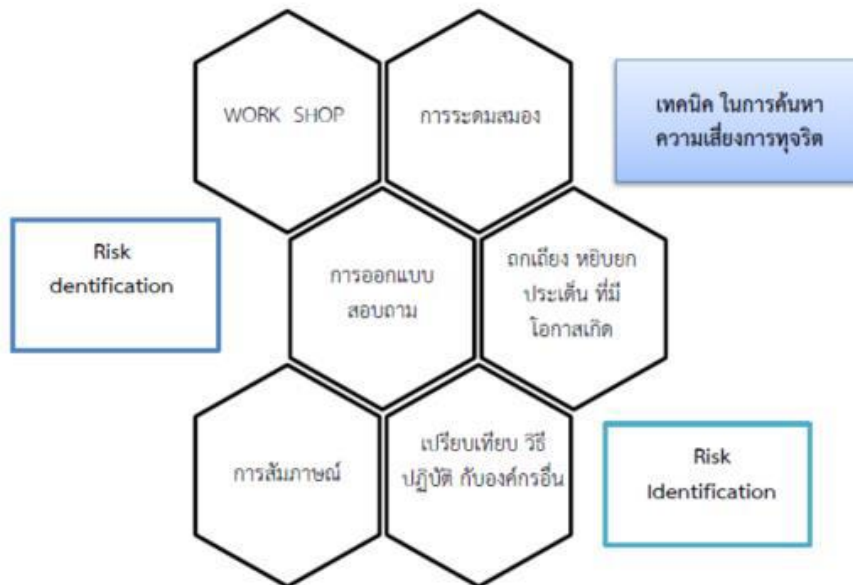 WORK SHOP
การระดมสมอง
เทคนิค ในการค้นหา
ความเสี่ยงการทุจริต
Risk
dentification
การออกแบบ
สอบถาม
ถกเถียง หยิบยก
ประเด็น ที่มี
โอกาสเกิด
การสัมภาษณ์
เปรียบเทียบ วิธี
ปฏิบัติ กับองค์กรอื่น
Risk
Identification